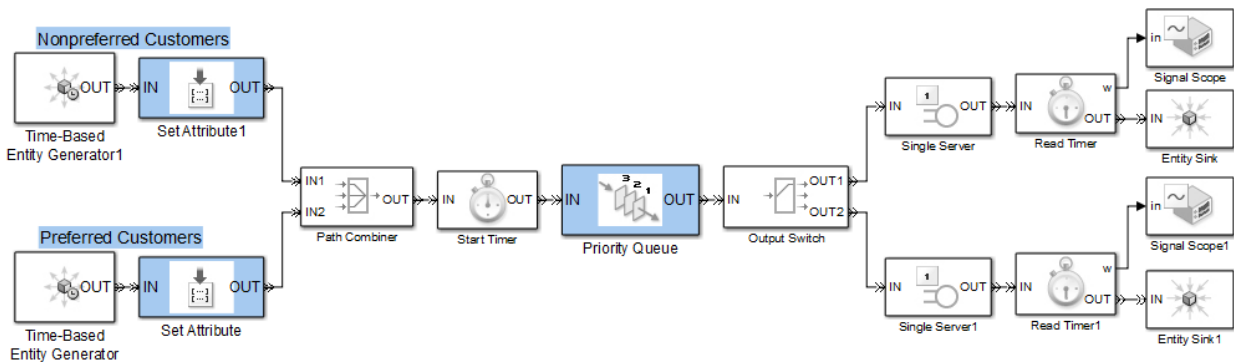 Nonpreferred Customers
OUT
IN
[...]
OUT
Time-Based
Entity Generator1
Set Attribute1
Preferred Customers
OUT
IN
[...]
OUT
Time-Based
Entity Generator
Set Attribute
IN1
IN2
OUT
Path Combiner
IN
OUT
Start Timer
IN
3
2
1
OUT
Priority Queue
IN
OUT1
OUT2
Output Switch
IN
1
OUT
Single Server
IN
w
OUT
Read Timer
in
Signal Scope
IN
Entity Sink
IN
1
OUT
Single Server1
IN
w
OUT
Read Timer1
in
Signal Scope1
IN
Entity Sink1